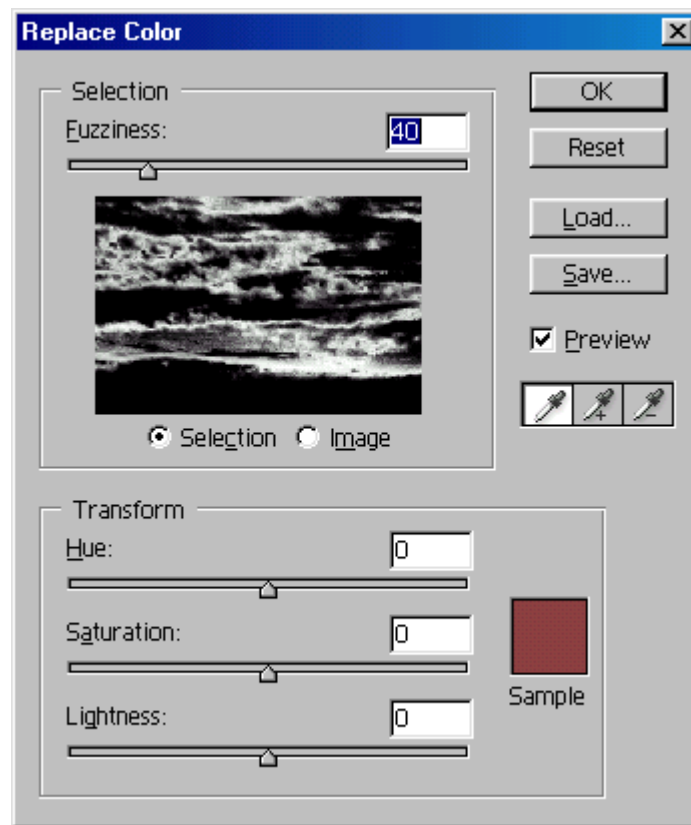 Replace Color
Selection
Fuzziness: 40
Selection Image
OK
Reset
Load...
Save...
Preview
Transform
Hue: 0
Saturation: 0
Lightness: 0
Sample